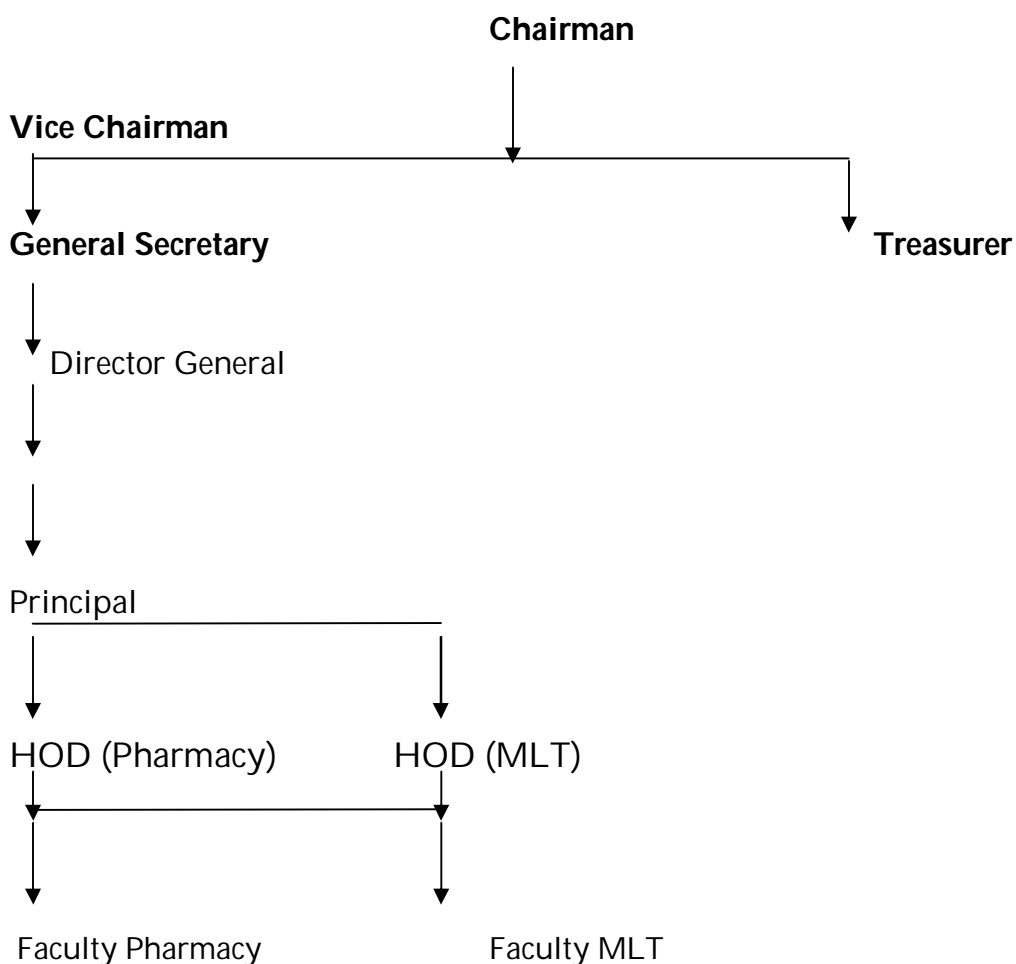 Chairman
Vice Chairman
General Secretary Treasurer
Director General
Principal
HOD (Pharmacy) HOD (MLT)
Faculty Pharmacy Faculty MLT